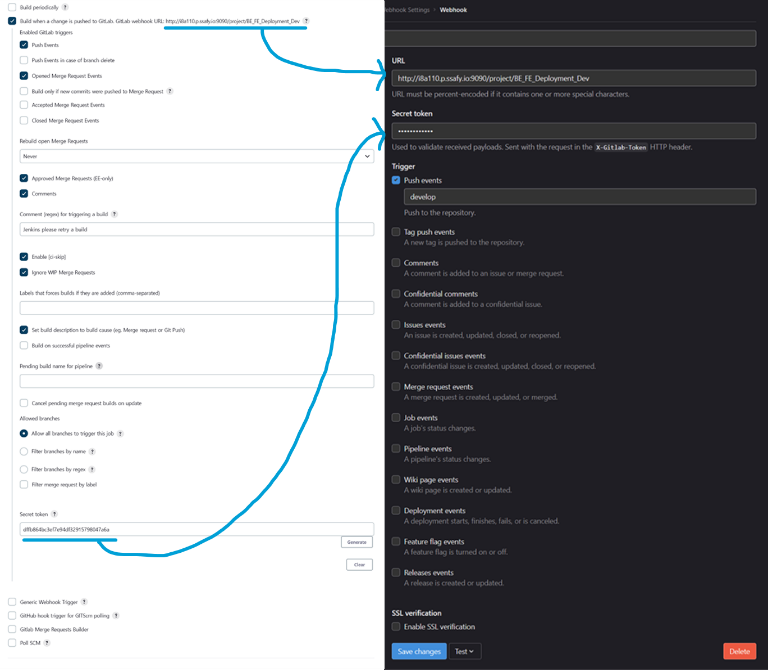 Build periodically ?
Build when a change is pushed to GitLab. GitLab webhook URL: http://i8a110.p.ssafy.io:9090/project/BE_FE_Deployment_Dev ?
Enabled GitLab triggers
Push Events
Push Events in case of branch delete
Opened Merge Request Events
Build only if new commits were pushed to Merge Request ?
Accepted Merge Request Events
Closed Merge Request Events
Rebuild open Merge Requests
Never
Approved Merge Requests (EE-only)
Comments
Comment (regex) for triggering a build ?
Jenkins please retry a build
Enable [ci-skip]
Ignore WIP Merge Requests
Labels that forces builds if they are added (comma-separated)
Set build description to build cause (eg. Merge request or Git Push)
Build on successful pipeline events
Pending build name for pipeline ?
Cancel pending merge request builds on update
Allowed branches
Allow all branches to trigger this job ?
Filter branches by name ?
Filter branches by regex ?
Filter merge request by label
Secret token ?
Generate
Clear
Generic Webhook Trigger ?
GitHub hook trigger for GITScm polling ?
Gitlab Merge Requests Builder
Poll SCM ?
Webhook Settings > Webhook
URL
http://i8a110.p.ssafy.io:9090/project/BE_FE_Deployment_Dev
URL must be percent-encoded if it contains one or more special characters.
Secret token
••••••••••••
Used to validate received payloads. Sent with the request in the X-Gitlab-Token HTTP header.
Trigger
Push events
develop
Push to the repository.
Tag push events
A new tag is pushed to the repository.
Comments
A comment is added to an issue or merge request.
Confidential comments
A comment is added to a confidential issue.
Issues events
An issue is created, updated, closed, or reopened.
Confidential issues events
A confidential issue is created, updated, closed, or reopened.
Merge request events
A merge request is created, updated, or merged.
Job events
A job's status changes.
Pipeline events
A pipeline's status changes.
Wiki page events
A wiki page is created or updated.
Deployment events
A deployment starts, finishes, fails, or is canceled.
Feature flag events
A feature flag is turned on or off.
Releases events
A release is created or updated.
SSL verification
Enable SSL verification
Save changes
Test
Delete